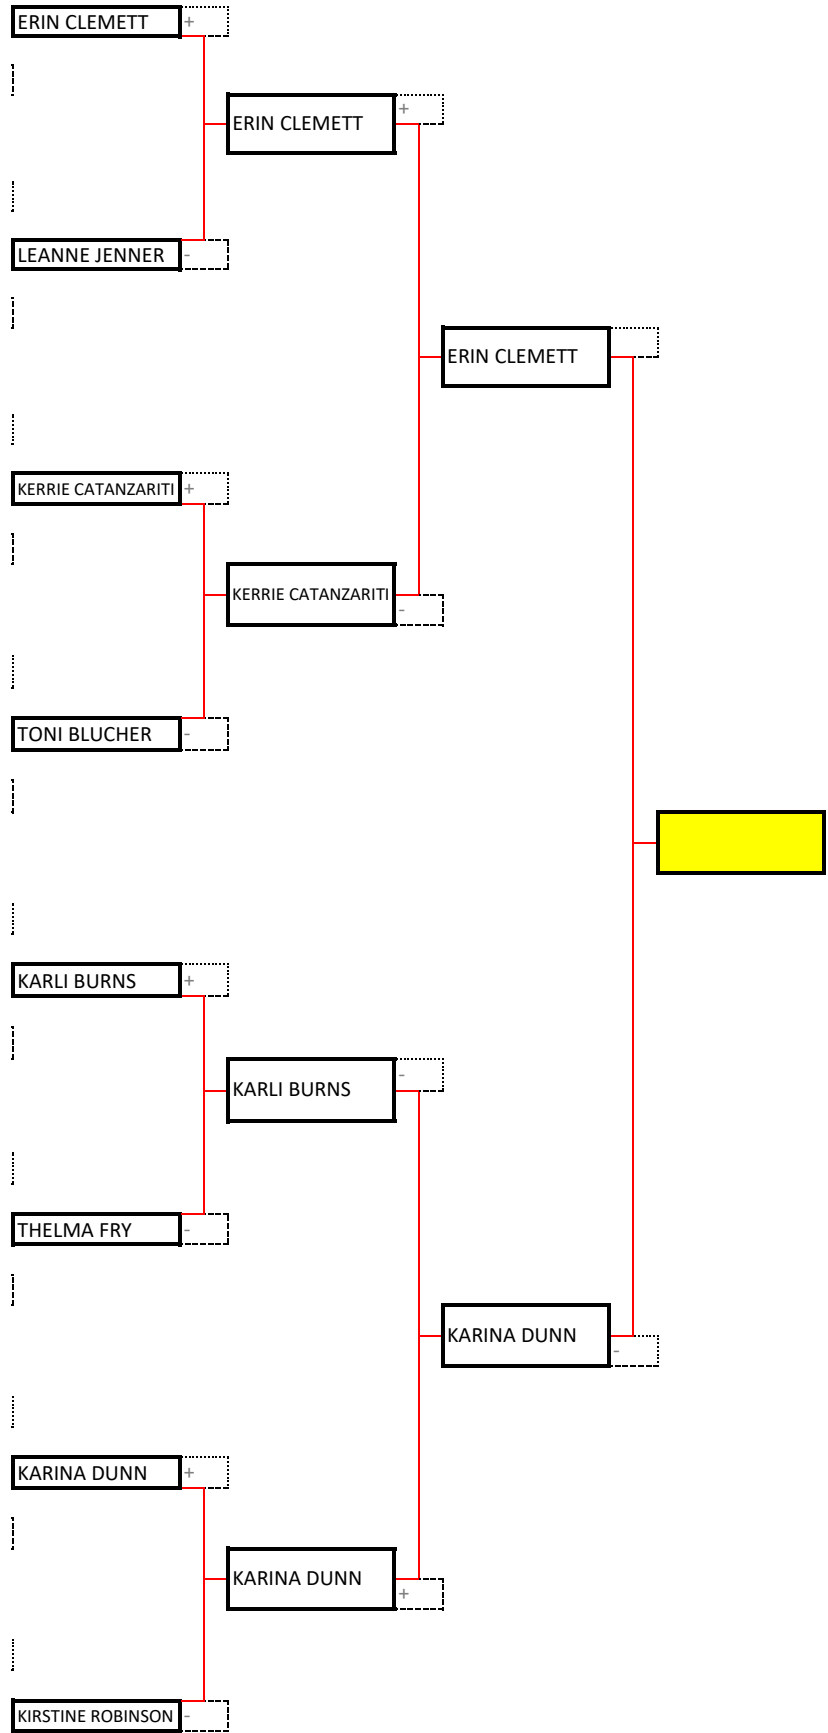 ERIN CLEMETT +
+
ERIN CLEMETT
LEANNE JENNER -
ERIN CLEMETT
KERRIE CATANZARITI +
KERRIE CATANZARITI
-
TONI BLUCHER -
KARLI BURNS +
-
KARLI BURNS
THELMA FRY -
KARINA DUNN
-
KARINA DUNN +
KARINA DUNN
+
KIRSTINE ROBINSON -